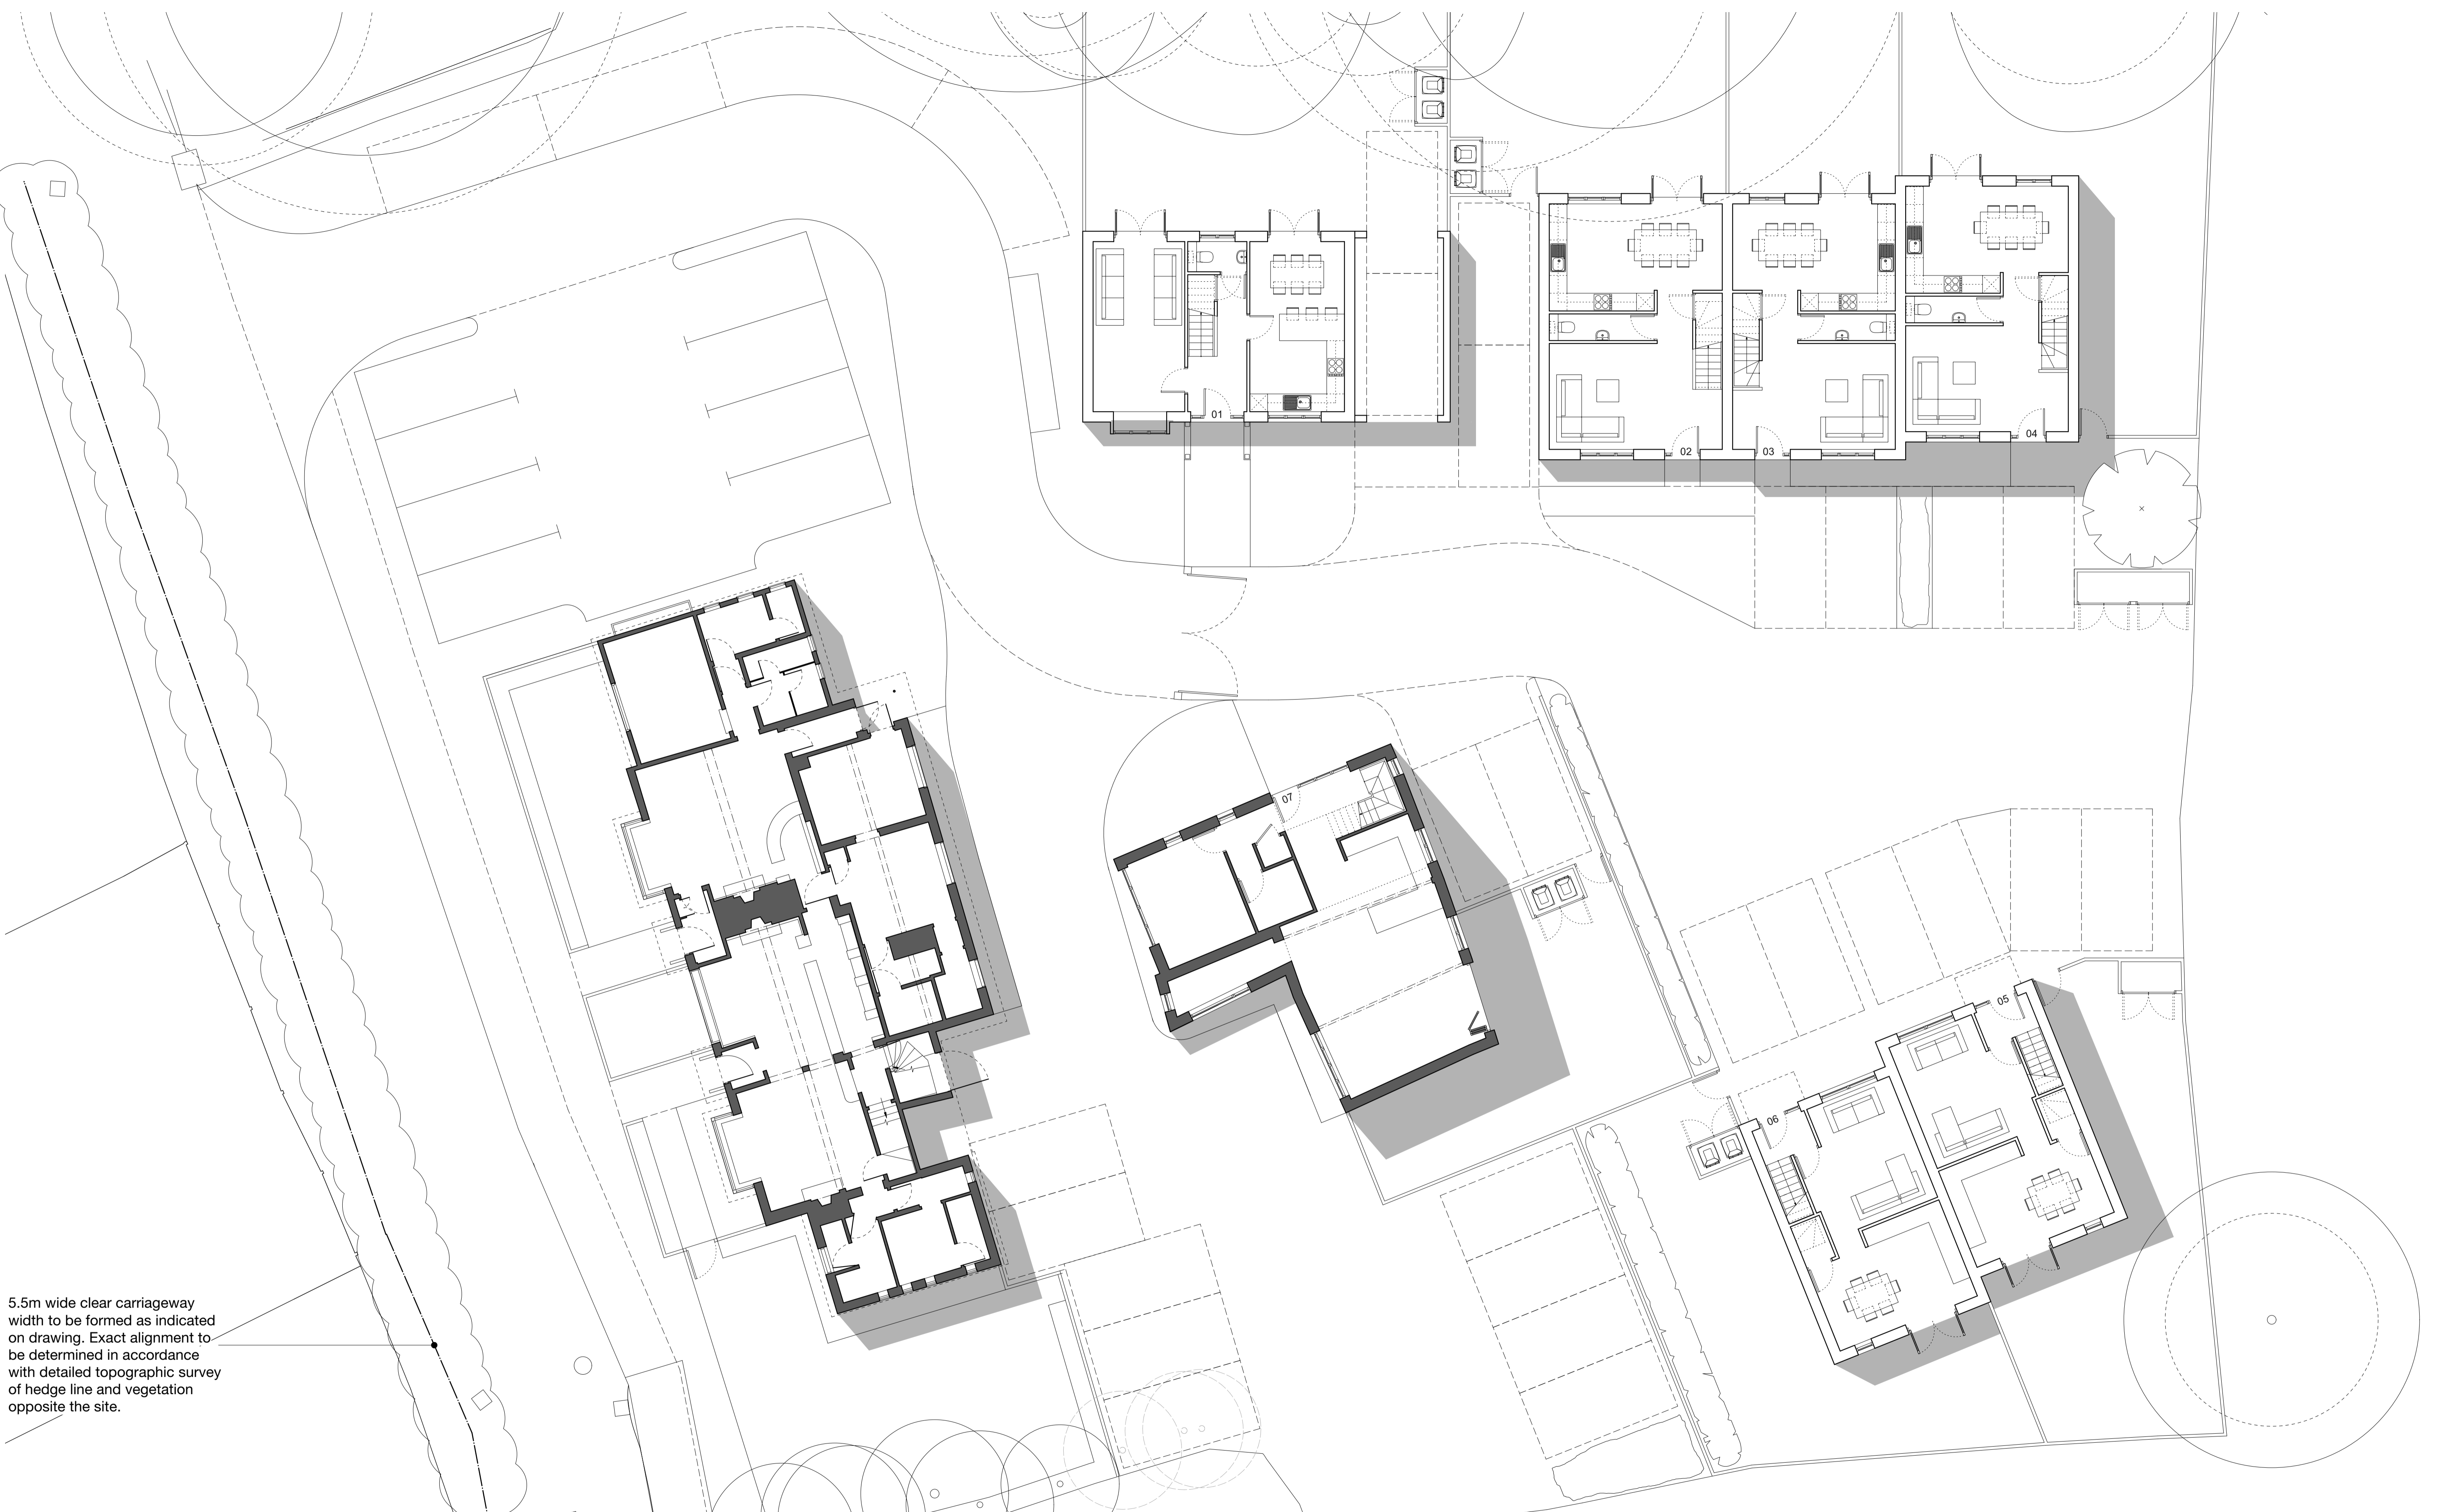 01
02
03
04
07
05
06
5.5m wide clear carriageway
width to be formed as indicated
on drawing. Exact alignment to
be determined in accordance
with detailed topographic survey
of hedge line and vegetation
opposite the site.